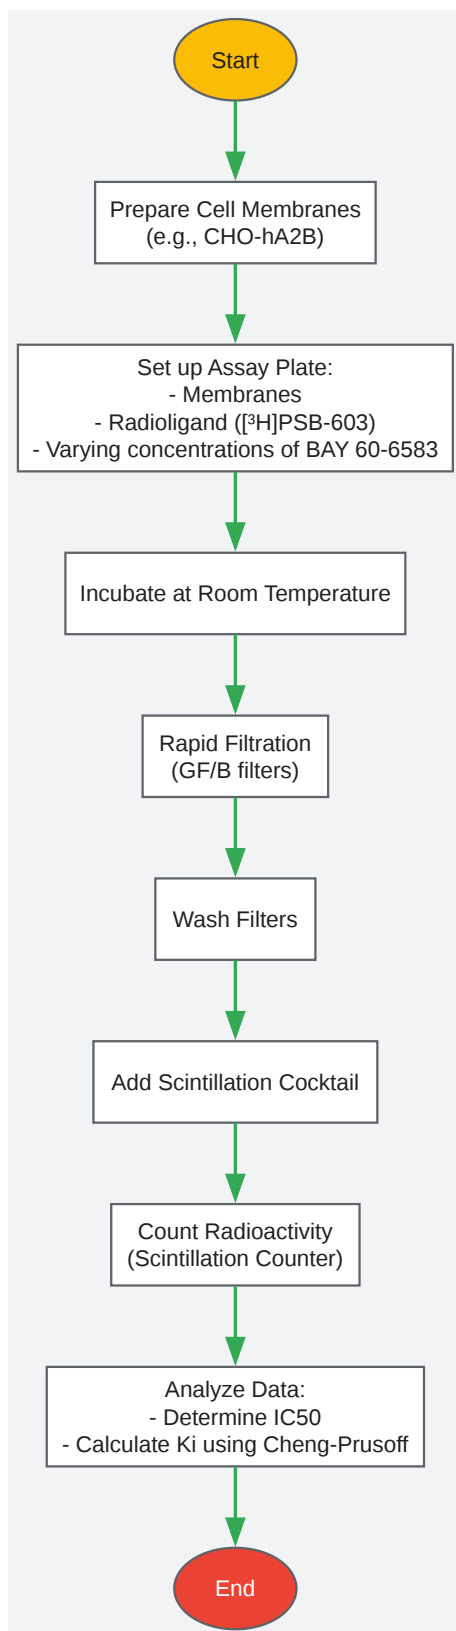 Start
Prepare Cell Membranes
(e.g., CHO-hA2B)
Set up Assay Plate:
- Membranes
- Radioligand ([³H]PSB-603)
- Varying concentrations of BAY 60-6583
Incubate at Room Temperature
Rapid Filtration
(GF/B filters)
Wash Filters
Add Scintillation Cocktail
Count Radioactivity
(Scintillation Counter)
Analyze Data:
- Determine IC50
- Calculate Ki using Cheng-Prusoff
End